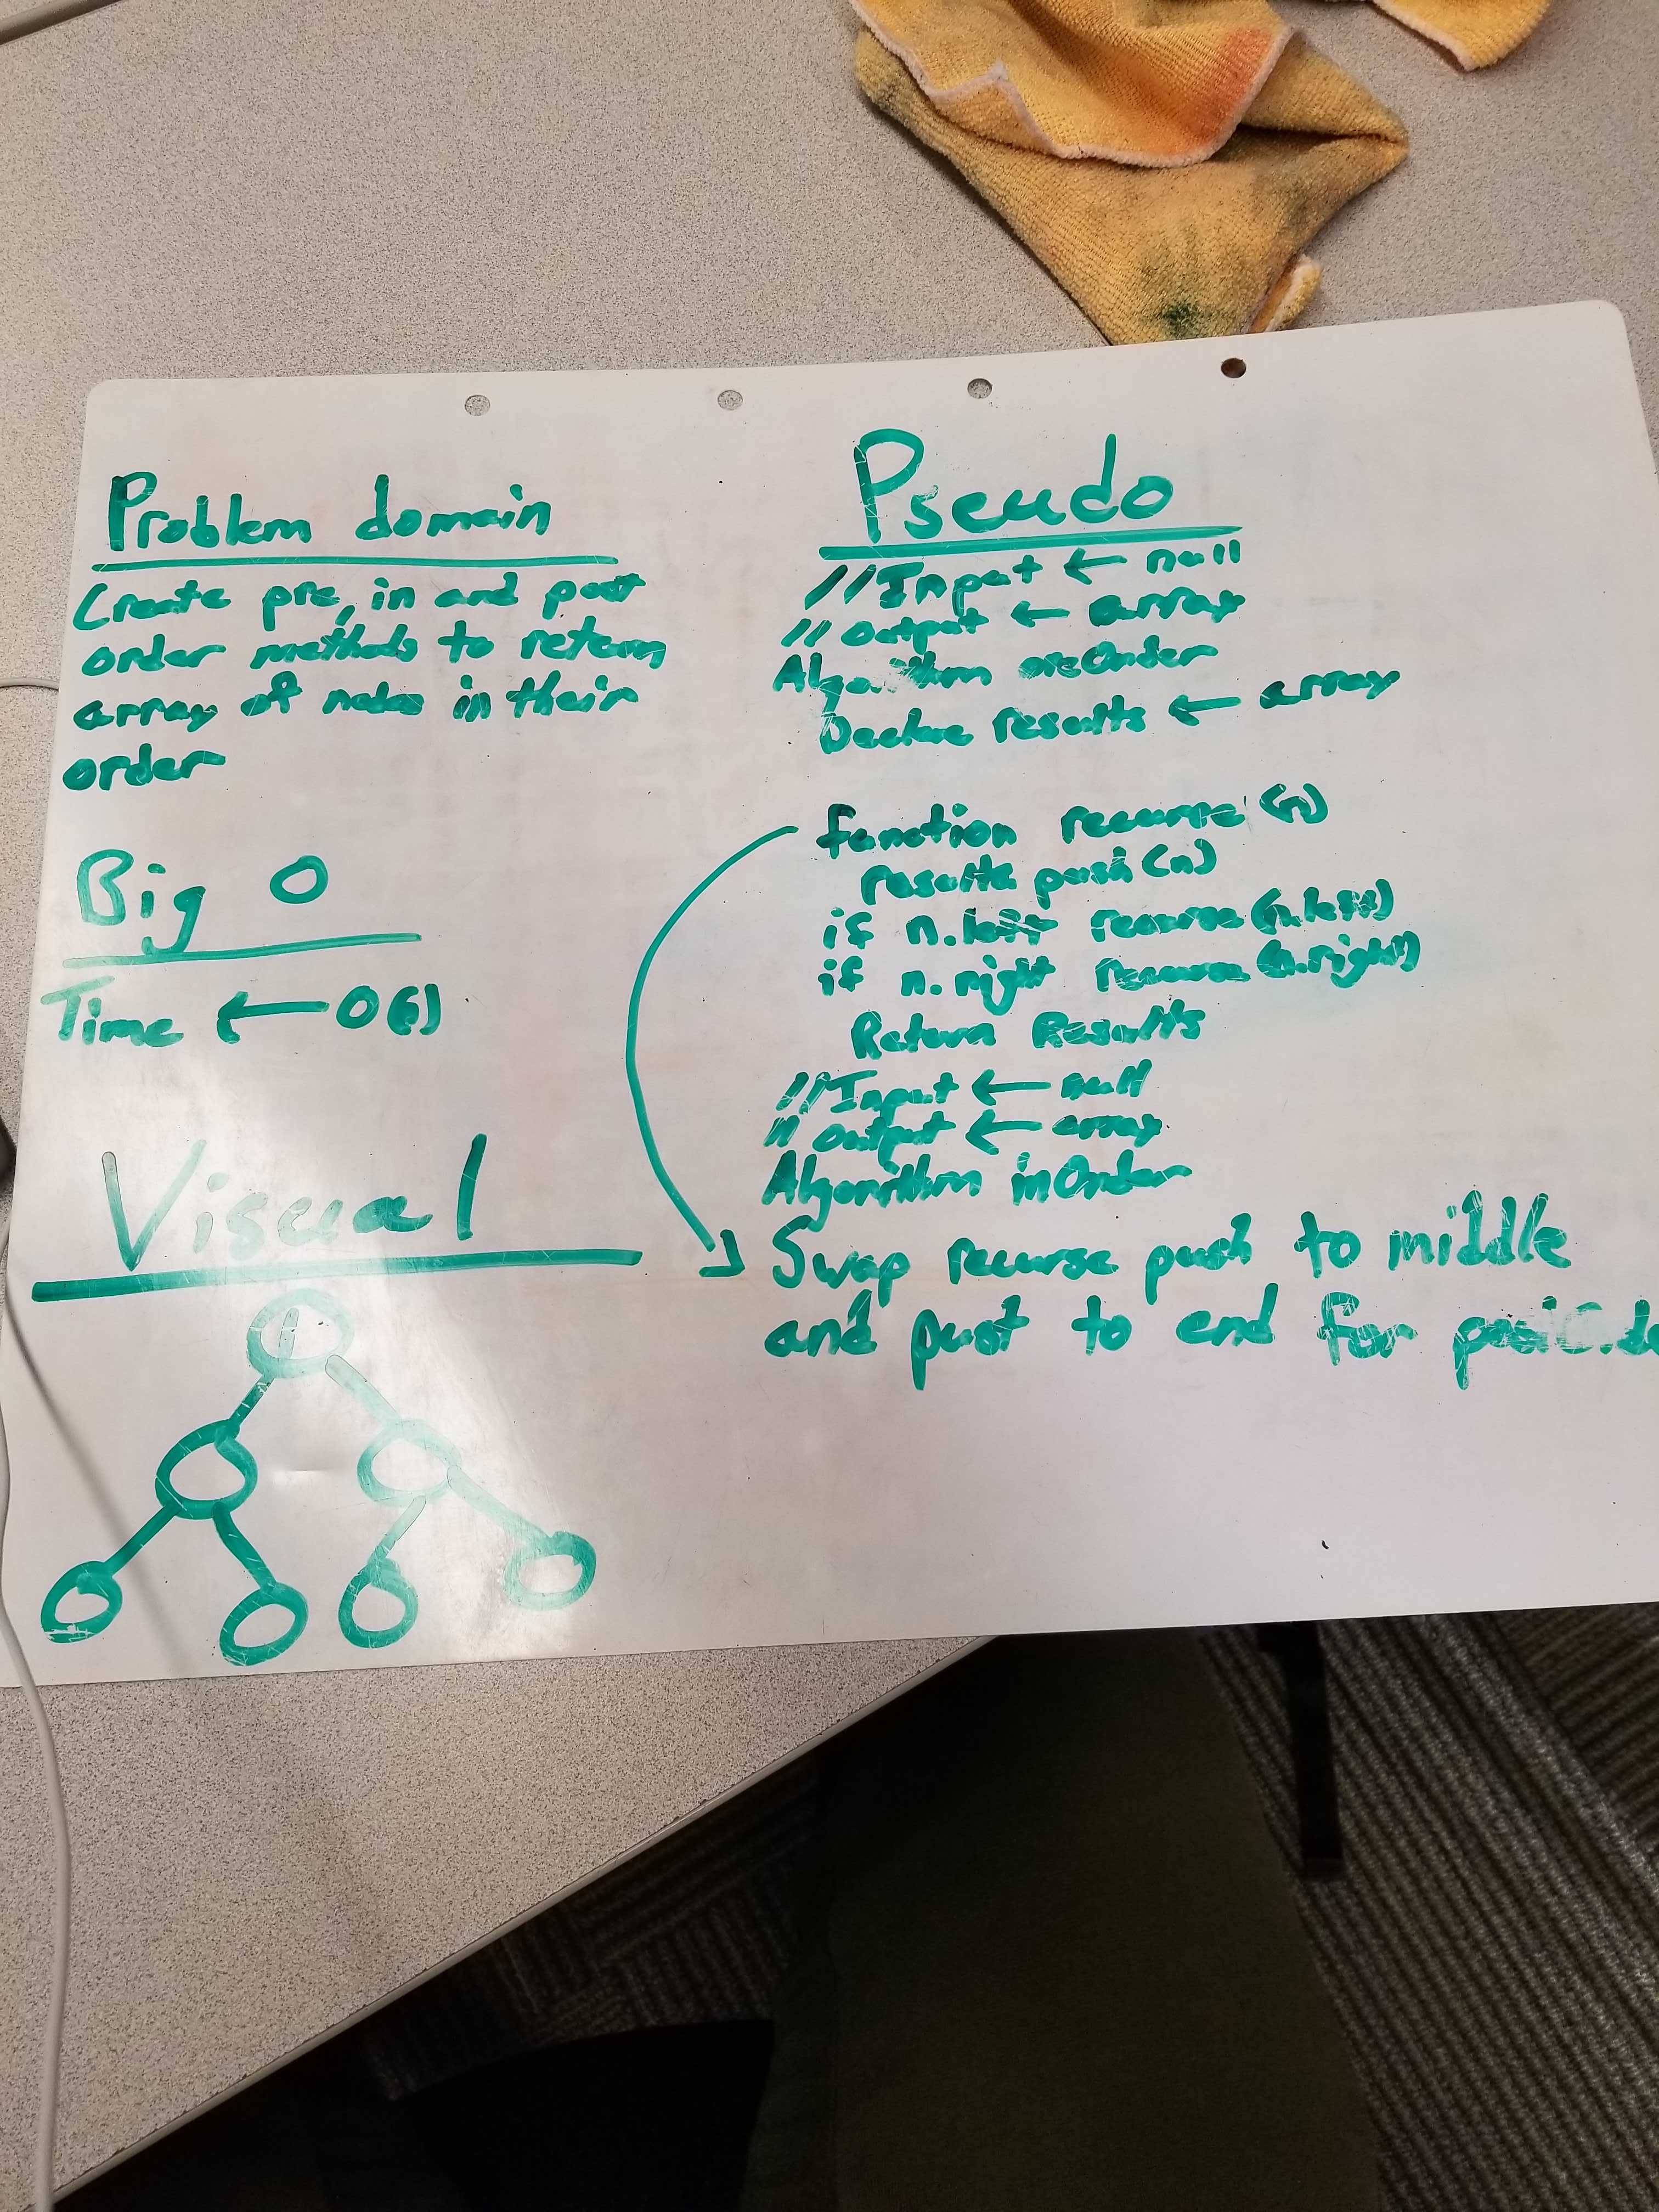 Problem domain
Create pre, in and post
order methods to return
array of nodes in their
order
Big O
Time ← O(1)
Visual
1
Pseudo
//Input ← null
//Output ← array
Algorithm preOrder
Declare results ← array
function recurse (n)
results push (n)
if n.left recurse (n.left)
if n.right recurse (n.right)
Return Results
//Input ← null
// Output ← array
Algorithm inOrder
Swap recurse push to middle
and to end for